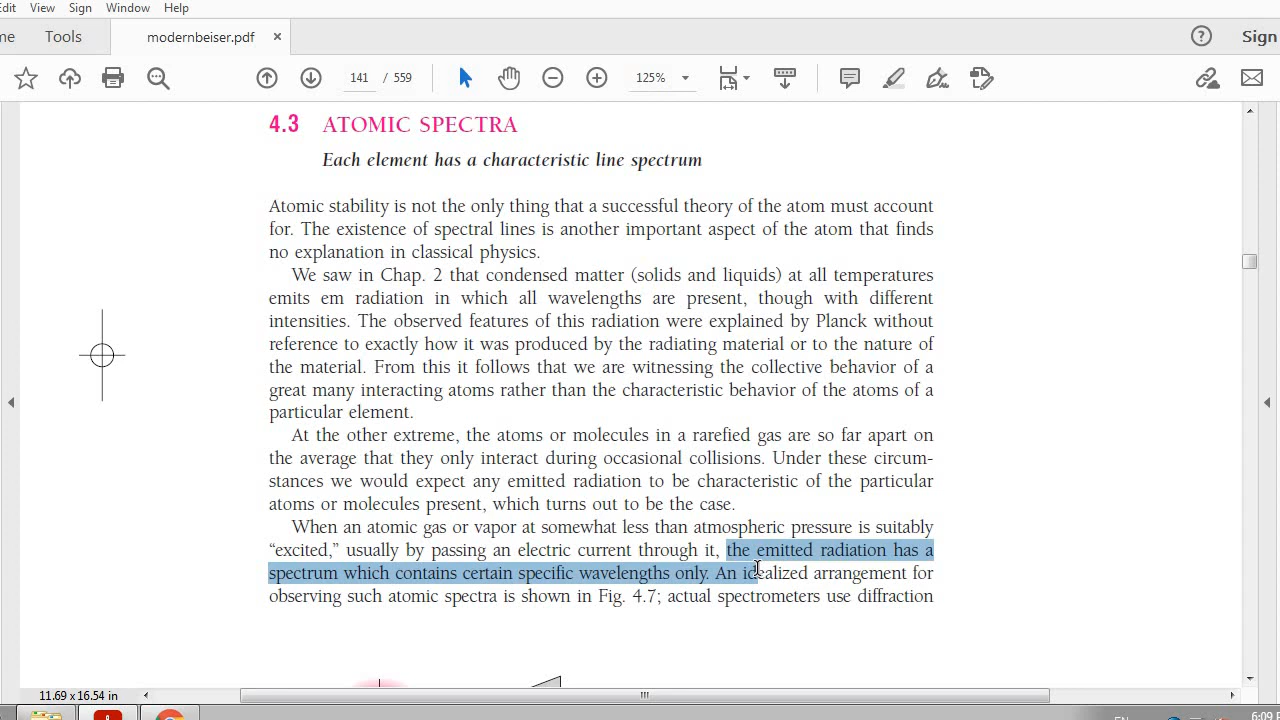 Edit View Sign Window Help
me Tools modernbeiser.pdf × ? Sign
141 / 559 125%
4.3 ATOMIC SPECTRA
Each element has a characteristic line spectrum
Atomic stability is not the only thing that a successful theory of the atom must account
for. The existence of spectral lines is another important aspect of the atom that finds
no explanation in classical physics.
We saw in Chap. 2 that condensed matter (solids and liquids) at all temperatures
emits em radiation in which all wavelengths are present, though with different
intensities. The observed features of this radiation were explained by Planck without
reference to exactly how it was produced by the radiating material or to the nature of
the material. From this it follows that we are witnessing the collective behavior of a
great many interacting atoms rather than the characteristic behavior of the atoms of a
particular element.
At the other extreme, the atoms or molecules in a rarefied gas are so far apart on
the average that they only interact during occasional collisions. Under these circum-
stances we would expect any emitted radiation to be characteristic of the particular
atoms or molecules present, which turns out to be the case.
When an atomic gas or vapor at somewhat less than atmospheric pressure is suitably
“excited,” usually by passing an electric current through it, the emitted radiation has a
spectrum which contains certain specific wavelengths only. An idealized arrangement for
observing such atomic spectra is shown in Fig. 4.7; actual spectrometers use diffraction
11.69 x 16.54 in
EN 6:09 P